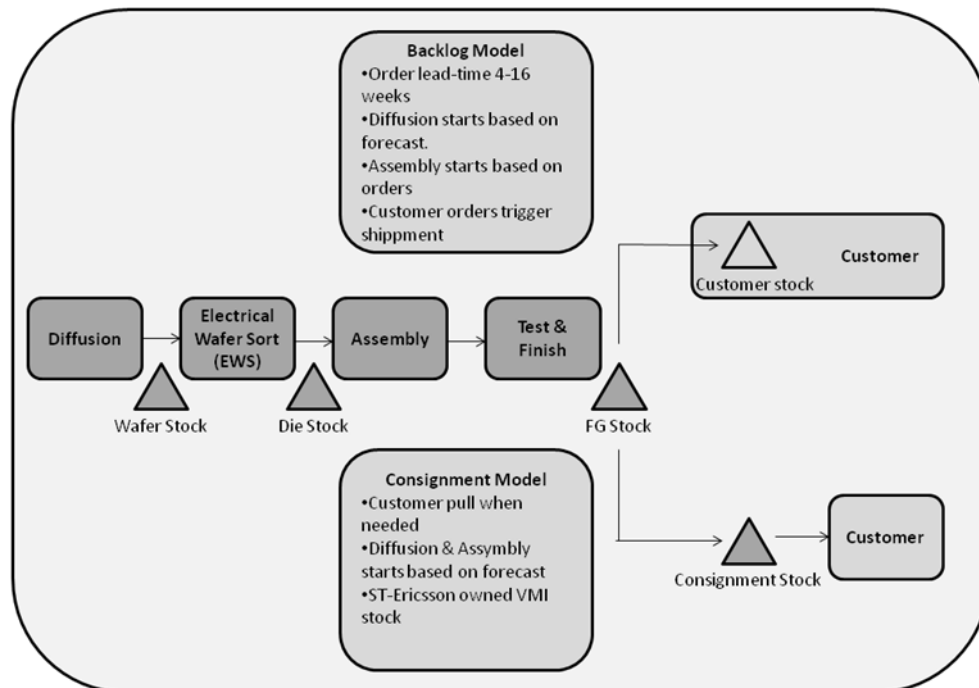 Backlog Model
•Order lead-time 4-16
weeks
•Diffusion starts based on
forecast.
•Assembly starts based on
orders
•Customer orders trigger
shippment
Customer
Customer stock
Diffusion
Electrical
Wafer Sort
(EWS)
Assembly
Test &
Finish
Wafer Stock
Die Stock
FG Stock
Consignment Model
•Customer pull when
needed
•Diffusion & Assymbly
starts based on forecast
•ST-Ericsson owned VMI
stock
Customer
Consignment Stock